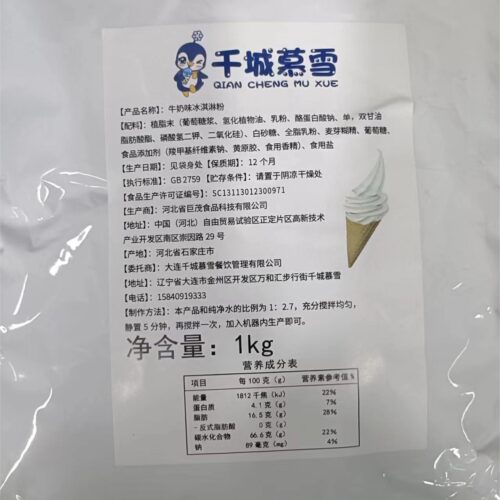 千城慕雪
QIAN CHENG MU XUE
【产品名称】：牛奶味冰淇淋粉
【配料】：植脂末（葡萄糖浆、氢化植物油、乳粉、酪蛋白酸钠、单，双甘油
脂肪酸酯、磷酸氢二钾、二氧化硅）、白砂糖、全脂乳粉、麦芽糊精、葡萄糖、
食品添加剂（羧甲基纤维素钠、黄原胶、食用香精）、食用盐
【生产日期】见袋身处【保质期】：12 个月
【执行标准】：GB 2759 【贮存条件】：请置于阴凉干燥处
【食品生产许可证编号】：SC13113012300971
【生产商】：河北省巨茂食品科技有限公司
【地址】：中国（河北）自由贸易试验区正定片区高新技术
产业开发区南区崇因路 29 号
【产地】：河北省石家庄市
【委托商】：大连千城慕雪餐饮管理有限公司
【地址】：辽宁省大连市金州区开发区万和汇步行街千城慕雪
【电话】：15840919333
【制作方法】：本产品和纯净水的比例为 1：2.7，充分搅拌均匀，
静置 5 分钟，再搅拌一次，加入机器内生产即可。
净含量：1kg
营养成分表
项目 每 100 克（g） 营养素参考值 %
能量 1812 千焦（kJ） 22%
蛋白质 4.1 克（g） 7%
脂肪 16.5 克（g） 28%
-反式脂肪酸 0 克（g）
碳水化合物 66.6 克（g） 22%
钠 89 毫克（mg） 4%